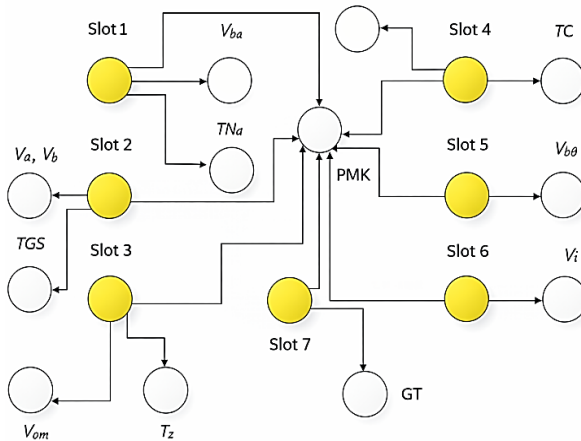 Slot 1
V_ba
Slot 4
TC
V_a, V_b
Slot 2
TN_a
PMK
Slot 5
V_bθ
TGS
Slot 3
Slot 6
V_i
Slot 7
GT
V_om
T_z